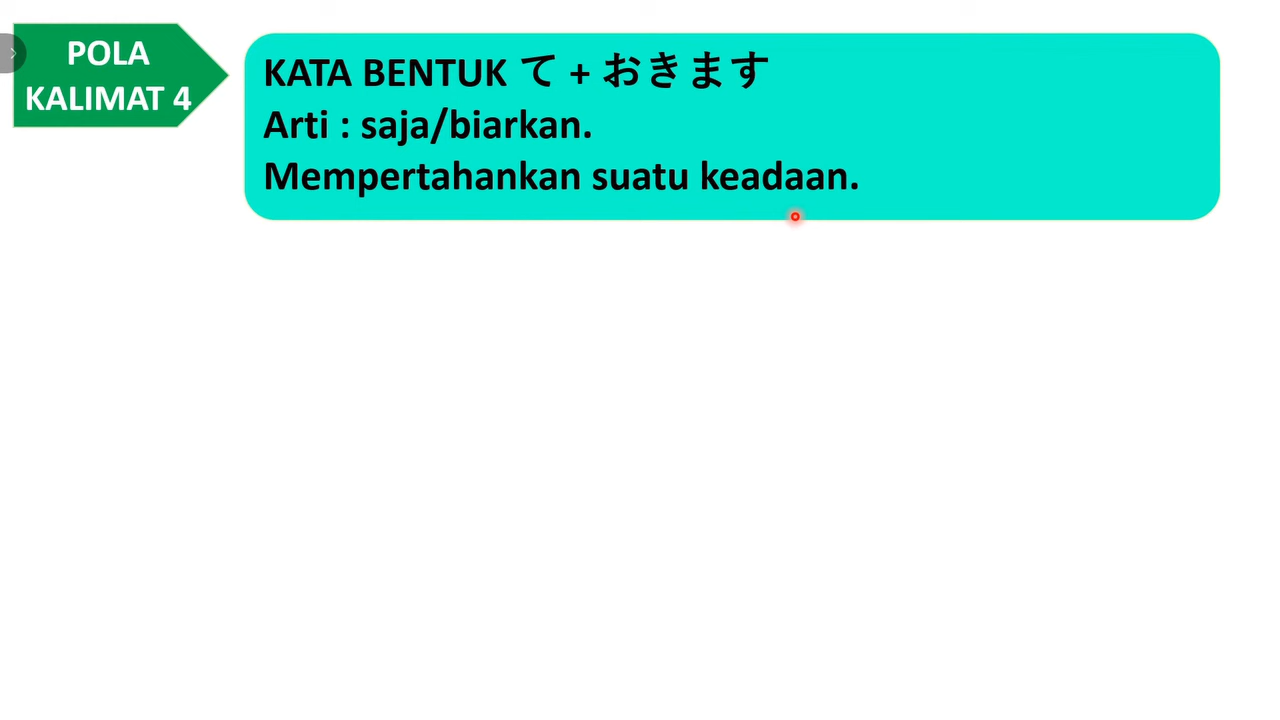 POLA
KALIMAT 4
KATA BENTUK て + おきます
Arti : saja/biarkan.
Mempertahankan suatu keadaan.